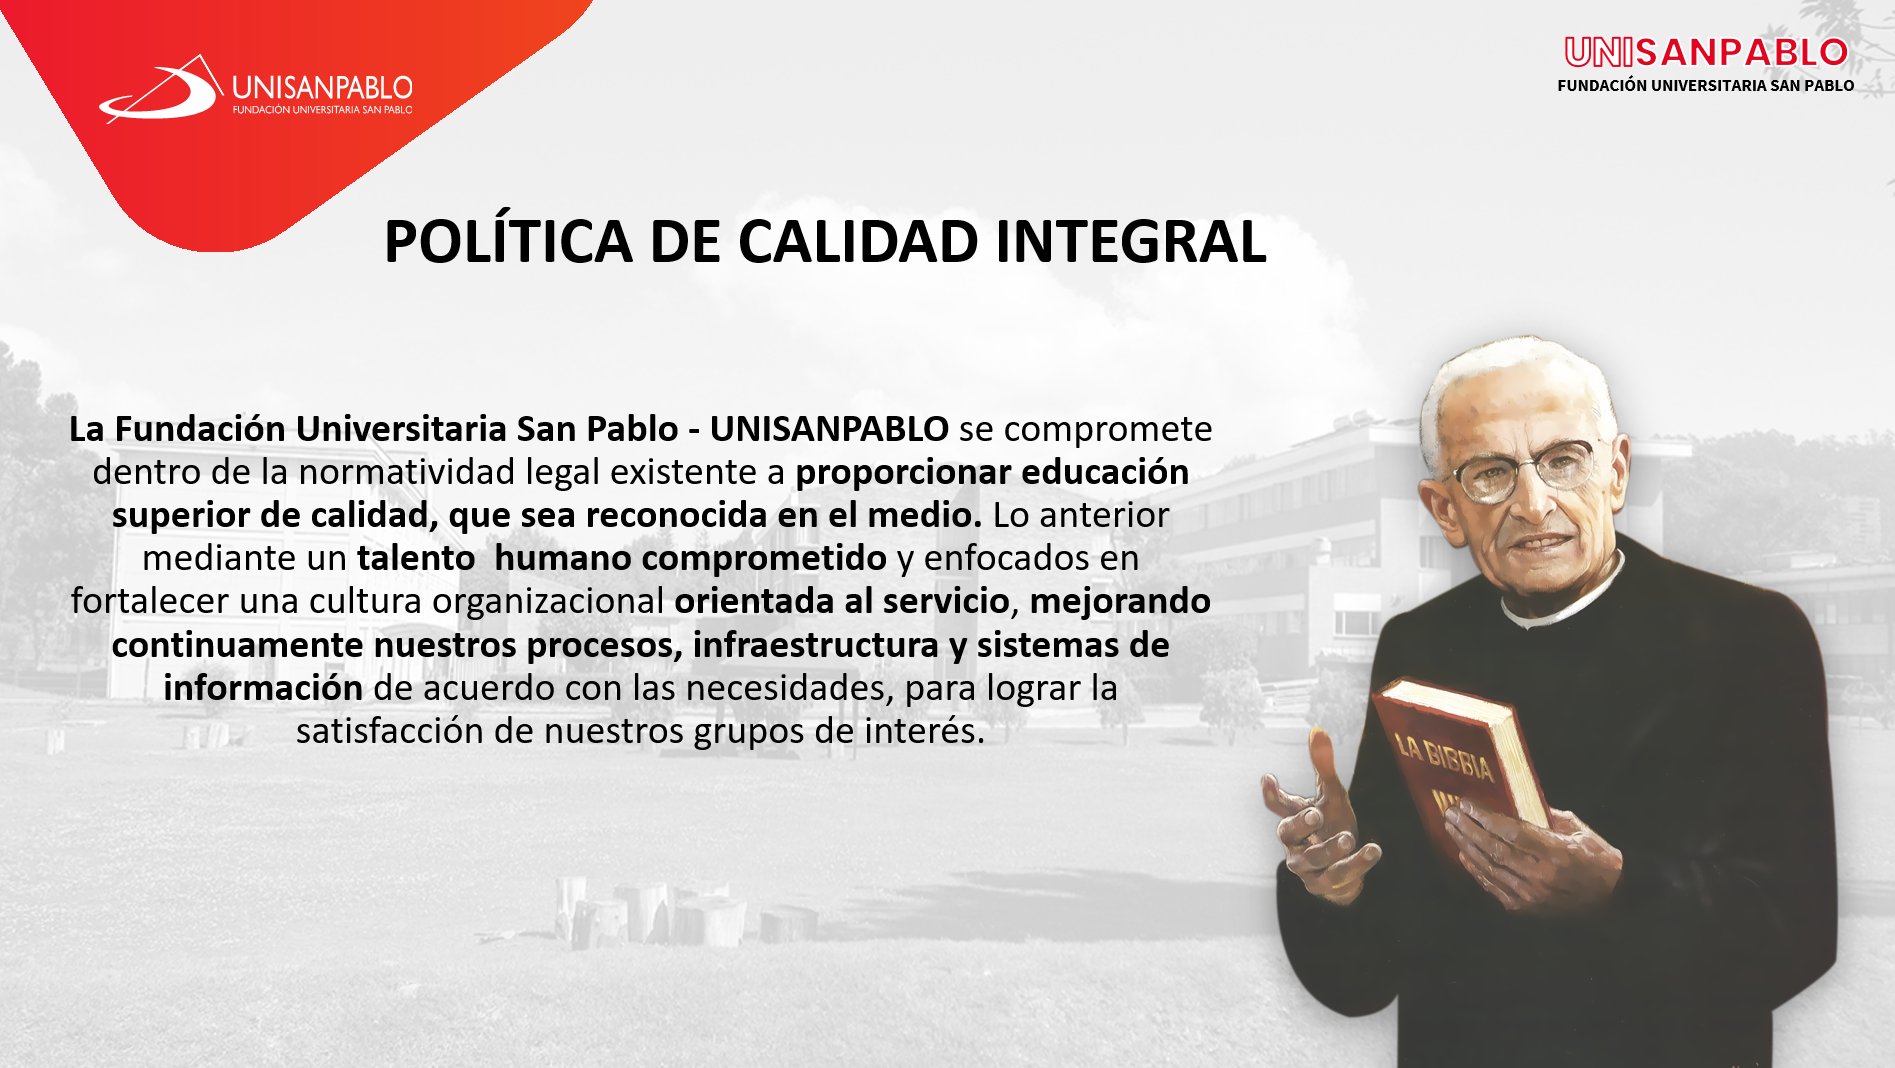 UNISANPABLO
FUNDACIÓN UNIVERSITARIA SAN PABLO
UNISANPABLO
FUNDACIÓN UNIVERSITARIA SAN PABLO
POLÍTICA DE CALIDAD INTEGRAL
La Fundación Universitaria San Pablo - UNISANPABLO se compromete
dentro de la normatividad legal existente a proporcionar educación
superior de calidad, que sea reconocida en el medio. Lo anterior
mediante un talento  humano comprometido y enfocados en
fortalecer una cultura organizacional orientada al servicio, mejorando
continuamente nuestros procesos, infraestructura y sistemas de
información de acuerdo con las necesidades, para lograr la
satisfacción de nuestros grupos de interés.
LA BIBBIA